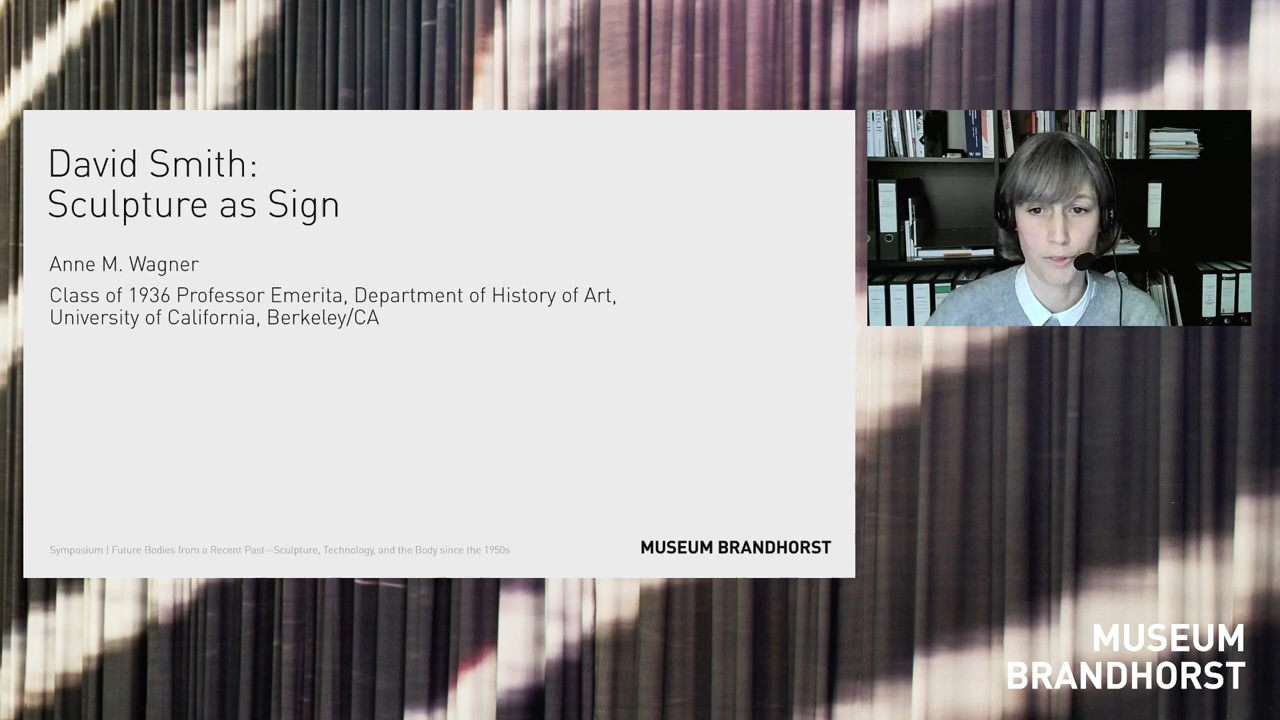 David Smith:
Sculpture as Sign
Anne M. Wagner
Class of 1936 Professor Emerita, Department of History of Art,
University of California, Berkeley/CA
Symposium | Future Bodies from a Recent Past—Sculpture, Technology, and the Body since the 1950s
MUSEUM BRANDHORST
MUSEUM
BRANDHORST